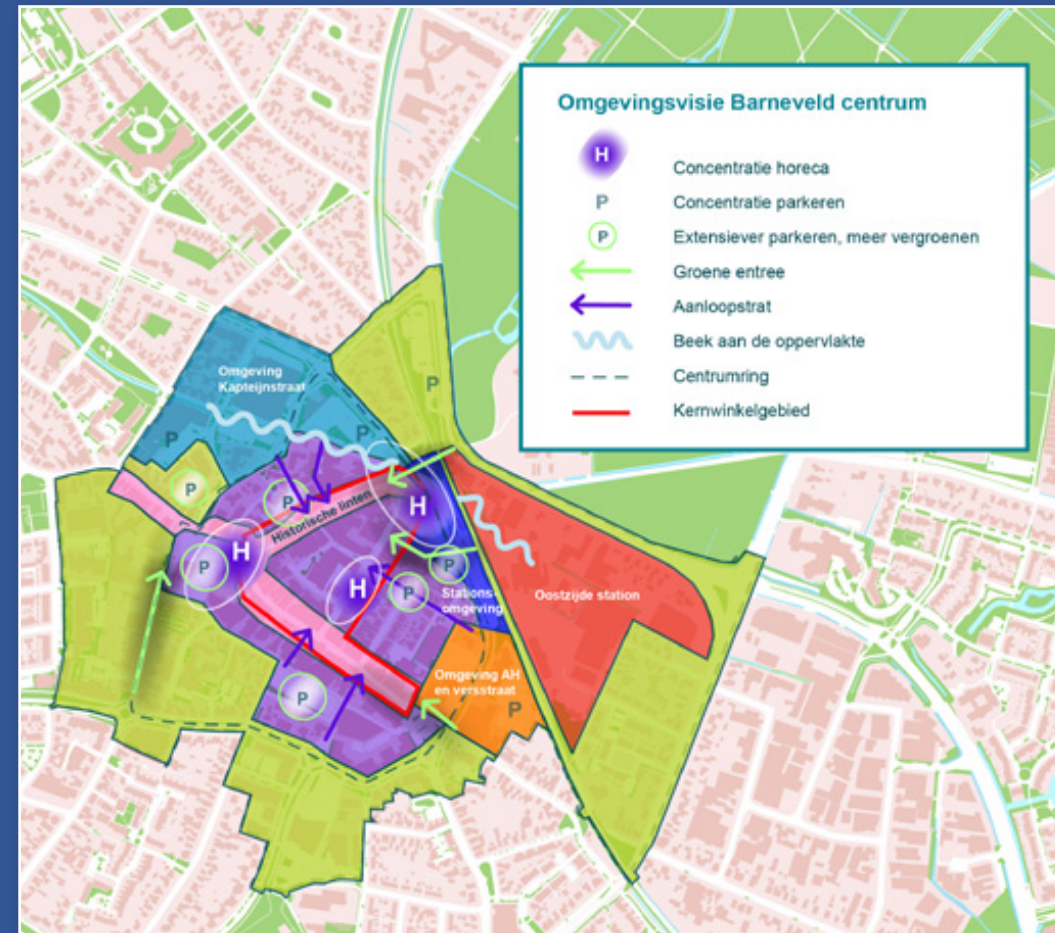 Omgevingsvisie Barneveld centrum
H
Concentratie horeca
P
Concentratie parkeren
P
Extensiever parkeren, meer vergroenen
Groene entree
Aanloopstrat
Beek aan de oppervlakte
Centrumring
Kernwinkelgebied
Omgeving
Kapteijnstraat
P
P
P
P
P
Historische linten
H
H
P
P
H
P
Stations-
omgeving
Oostzijde station
Omgeving AH
en versstraat
P
P